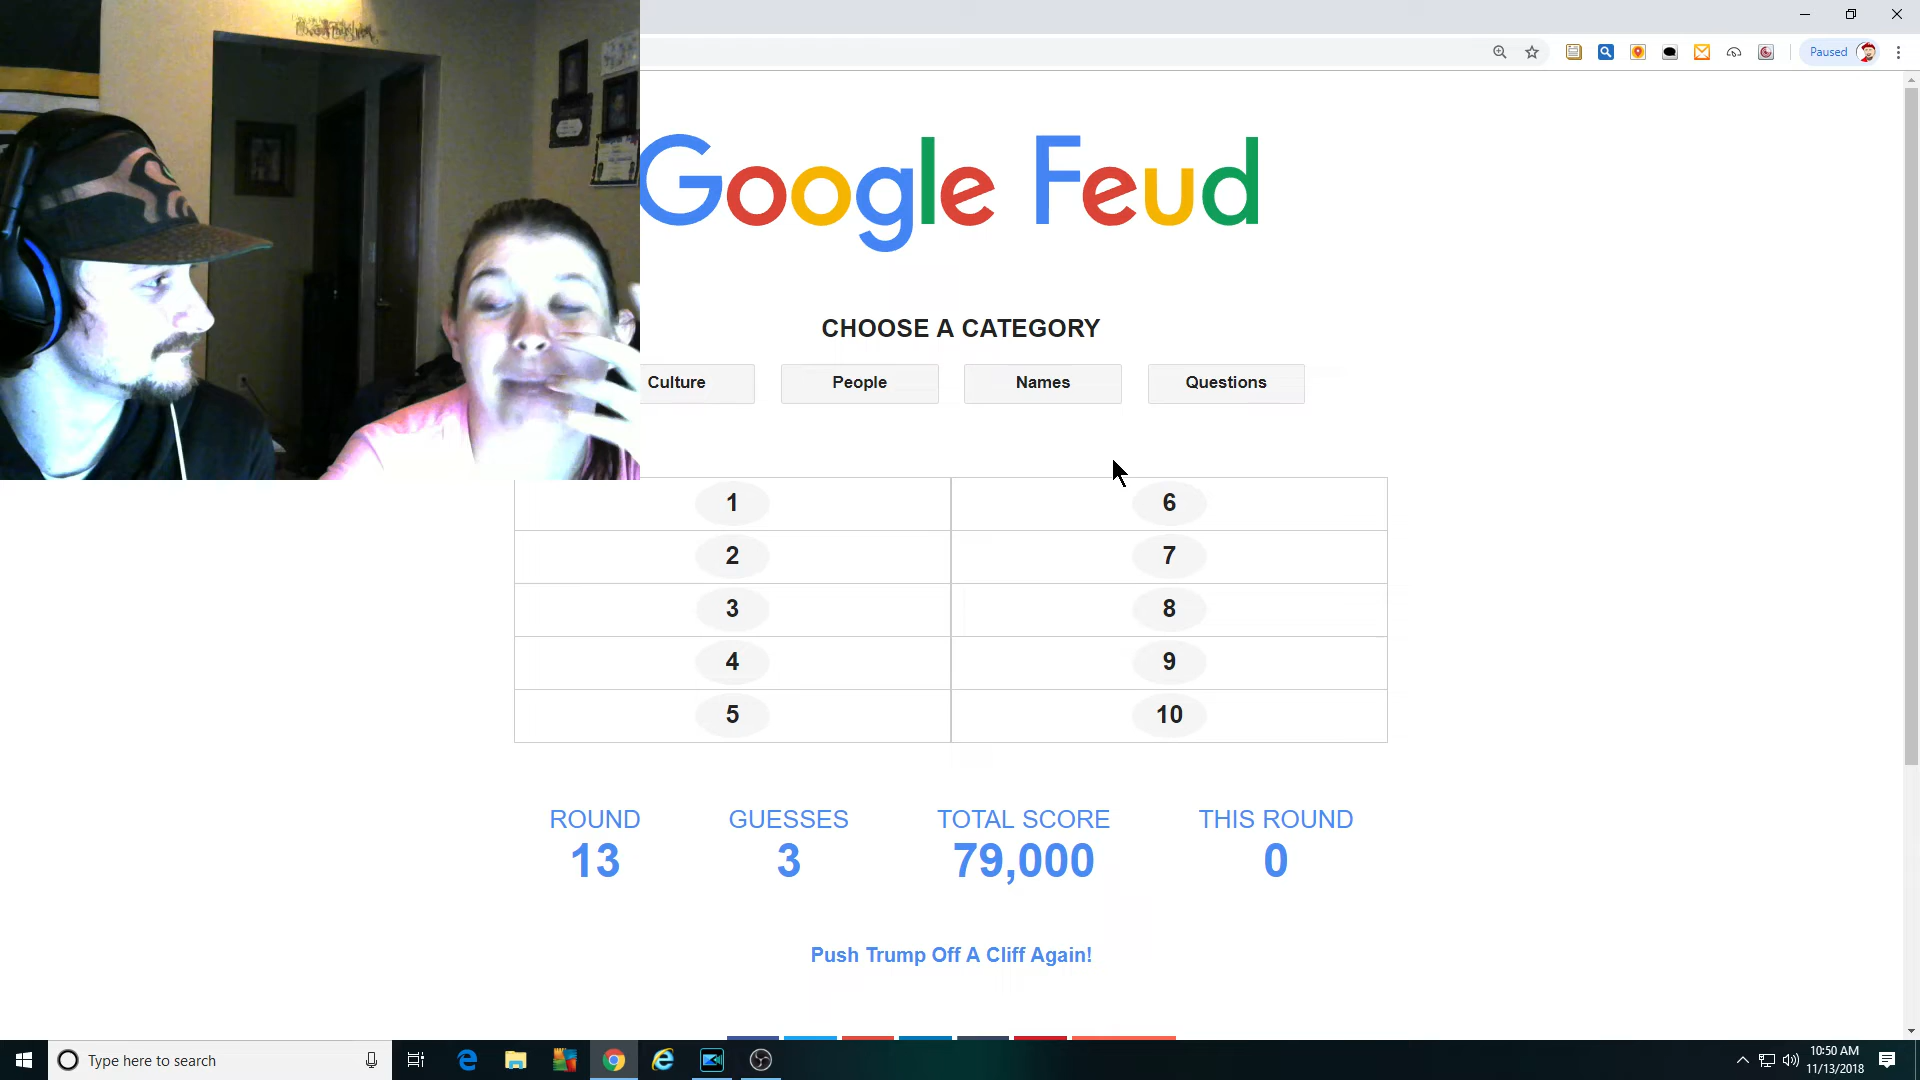 Paused
Google Feud
CHOOSE A CATEGORY
Culture
People
Names
Questions
1
6
2
7
3
8
4
9
5
10
ROUND
GUESSES
TOTAL SCORE
THIS ROUND
13
3
79,000
0
Push Trump Off A Cliff Again!
Type here to search
10:50 AM
11/13/2018